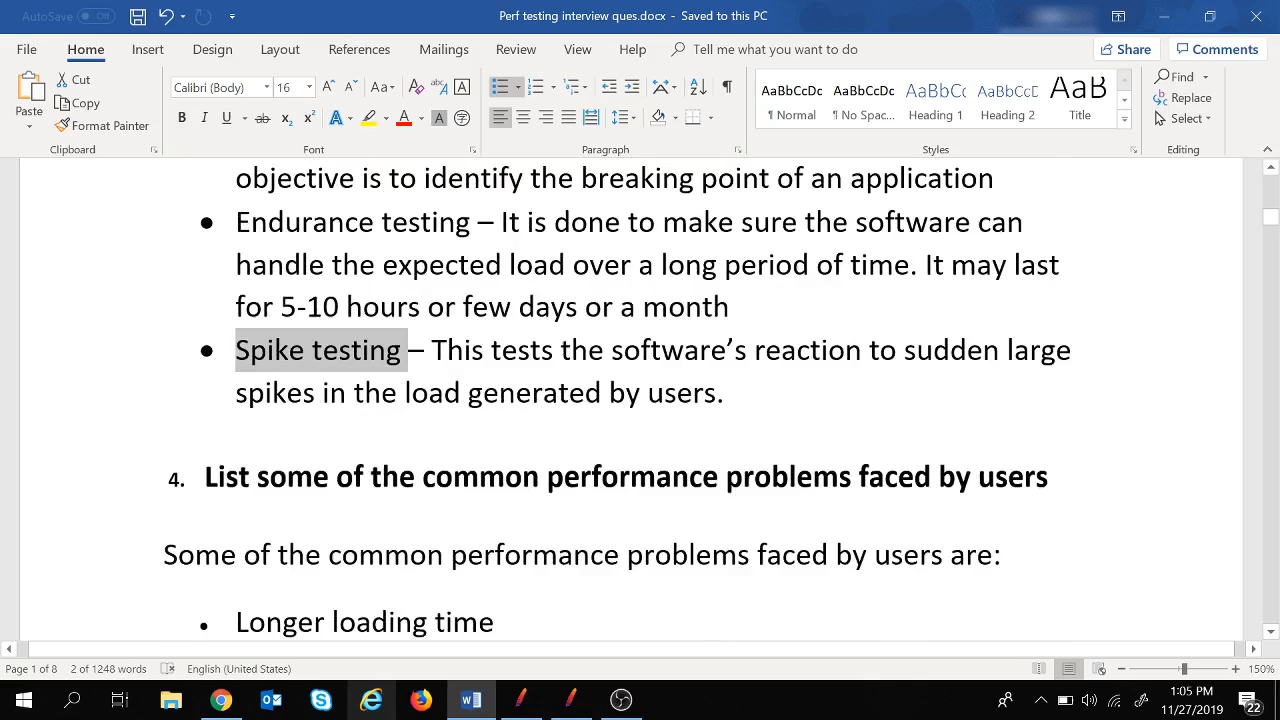 AutoSave Off Perf testing interview ques.docx - Saved to this PC
File Home Insert Design Layout References Mailings Review View Help Tell me what you want to do Share Comments
Paste Cut Copy Format Painter
Calibri (Body) 16
AaBbCcDc AaBbCcDc AaBbCc AaBbCcD AaB
¶ Normal ¶ No Spac... Heading 1 Heading 2 Title
Find Replace Select
Clipboard Font Paragraph Styles Editing
objective is to identify the breaking point of an application
• Endurance testing – It is done to make sure the software can
handle the expected load over a long period of time. It may last
for 5-10 hours or few days or a month
• Spike testing – This tests the software’s reaction to sudden large
spikes in the load generated by users.
4. List some of the common performance problems faced by users
Some of the common performance problems faced by users are:
• Longer loading time
Page 1 of 8 2 of 1248 words English (United States) 150%
1:05 PM
11/27/2019
22